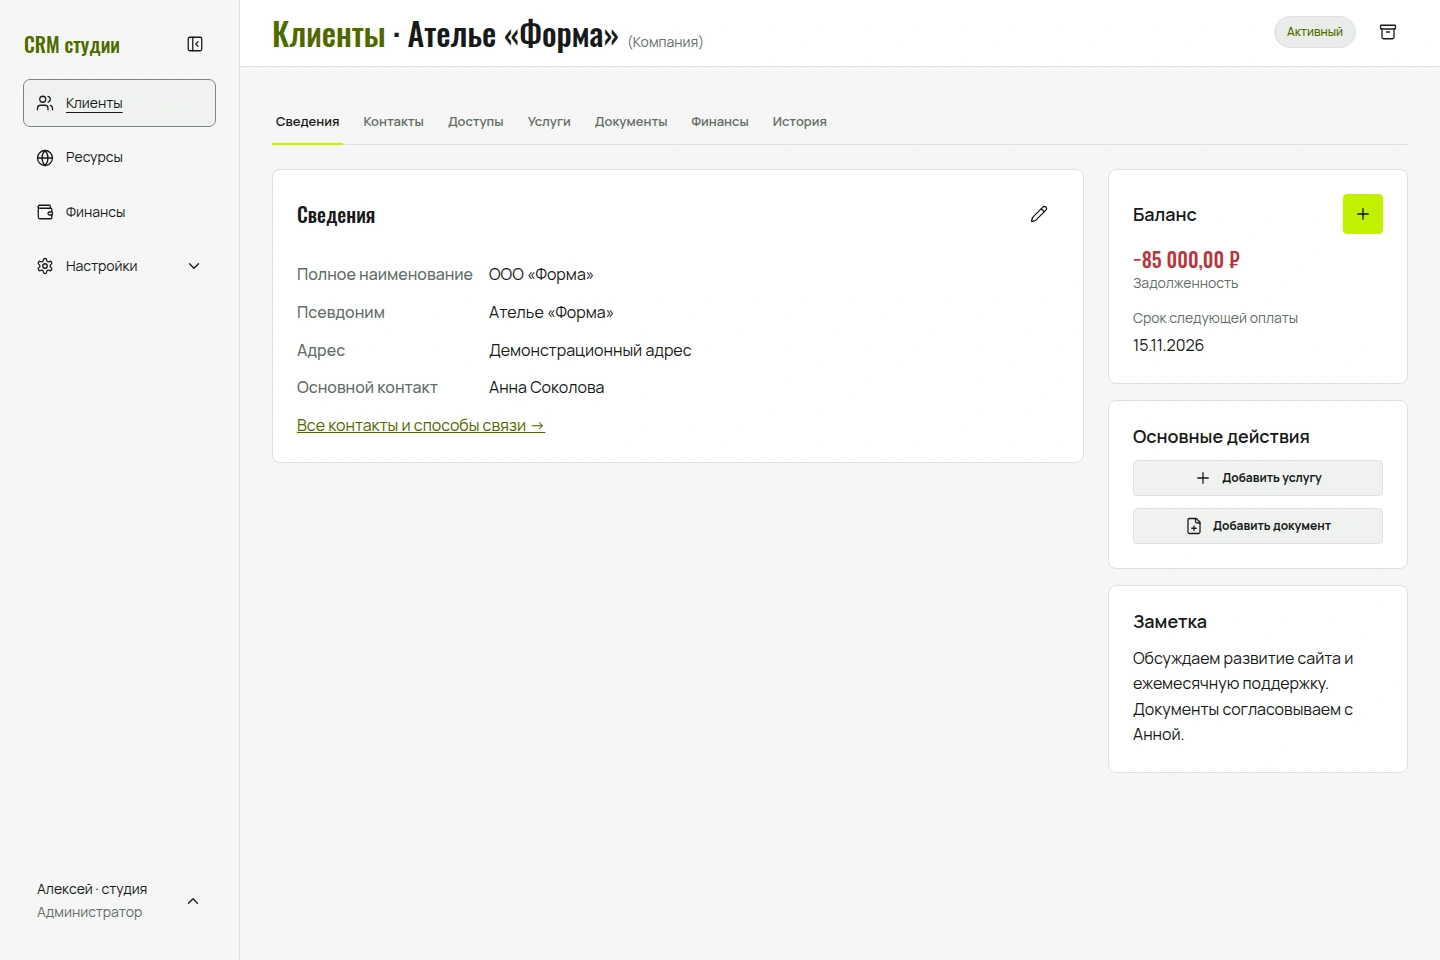 CRM студии
Клиенты
Ресурсы
Финансы
Настройки
Алексей · студия
Администратор
Клиенты · Ателье «Форма» (Компания)
Активный
Сведения Контакты Доступы Услуги Документы Финансы История
Сведения
Полное наименование ООО «Форма»
Псевдоним Ателье «Форма»
Адрес Демонстрационный адрес
Основной контакт Анна Соколова
Все контакты и способы связи →
Баланс
−85 000,00 ₽
Задолженность
Срок следующей оплаты
15.11.2026
Основные действия
Добавить услугу
Добавить документ
Заметка
Обсуждаем развитие сайта и
ежемесячную поддержку.
Документы согласовываем с
Анной.